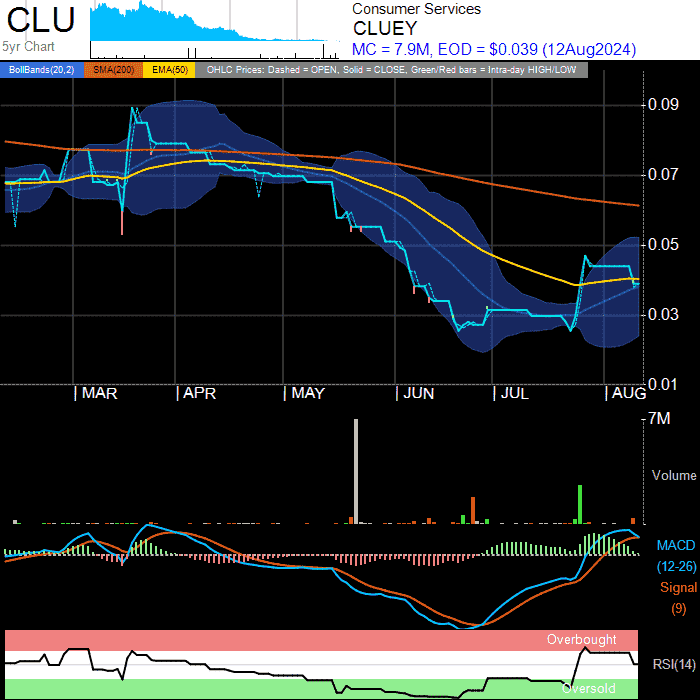 CLU
5yr Chart
Consumer Services
CLUEY
MC = 7.9M, EOD = $0.039 (12Aug2024)
BollBands(20,2) SMA(200) EMA(50) OHLC Prices: Dashed = OPEN, Solid = CLOSE, Green/Red bars = Intra-day HIGH/LOW
0.09
0.07
0.05
0.03
0.01
MAR APR MAY JUN JUL AUG
7M
Volume
MACD
(12-26)
Signal
(9)
Overbought
RSI(14)
Oversold